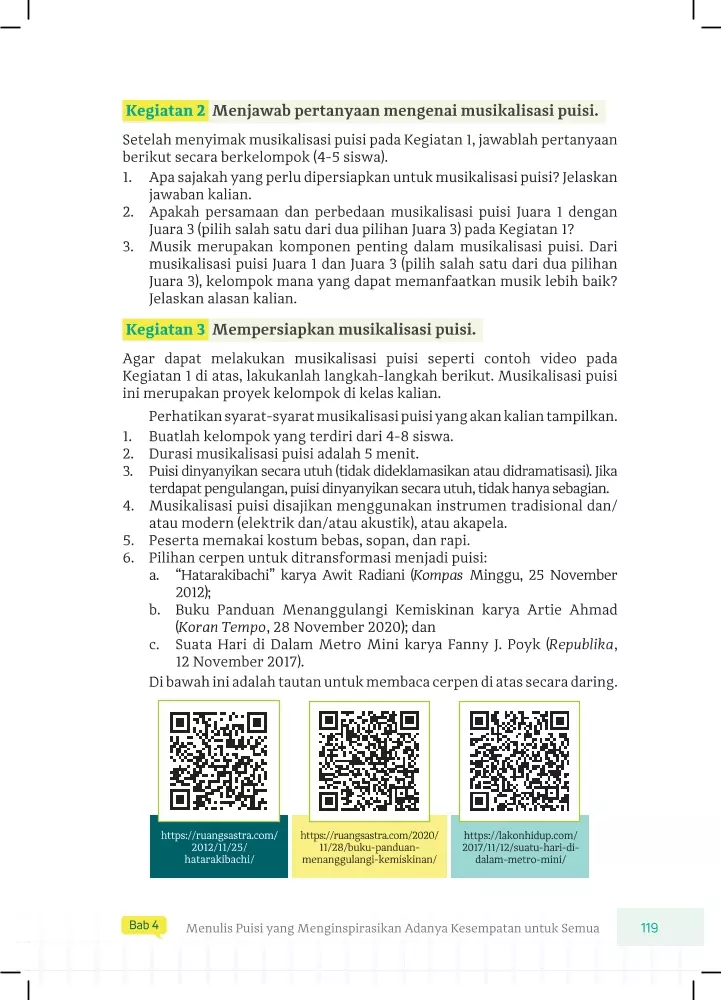 Kegiatan 2 Menjawab pertanyaan mengenai musikalisasi puisi.
Setelah menyimak musikalisasi puisi pada Kegiatan 1, jawablah pertanyaan
berikut secara berkelompok (4-5 siswa).
1. Apa sajakah yang perlu dipersiapkan untuk musikalisasi puisi? Jelaskan
jawaban kalian.
2. Apakah persamaan dan perbedaan musikalisasi puisi Juara 1 dengan
Juara 3 (pilih salah satu dari dua pilihan Juara 3) pada Kegiatan 1?
3. Musik merupakan komponen penting dalam musikalisasi puisi. Dari
musikalisasi puisi Juara 1 dan Juara 3 (pilih salah satu dari dua pilihan
Juara 3), kelompok mana yang dapat memanfaatkan musik lebih baik?
Jelaskan alasan kalian.
Kegiatan 3 Mempersiapkan musikalisasi puisi.
Agar dapat melakukan musikalisasi puisi seperti contoh video pada
Kegiatan 1 di atas, lakukanlah langkah-langkah berikut. Musikalisasi puisi
ini merupakan proyek kelompok di kelas kalian.
Perhatikan syarat-syarat musikalisasi puisi yang akan kalian tampilkan.
1. Buatlah kelompok yang terdiri dari 4-8 siswa.
2. Durasi musikalisasi puisi adalah 5 menit.
3. Puisi dinyanyikan secara utuh (tidak dideklamasikan atau didramatisasi). Jika
terdapat pengulangan, puisi dinyanyikan secara utuh, tidak hanya sebagian.
4. Musikalisasi puisi disajikan menggunakan instrumen tradisional dan/
atau modern (elektrik dan/atau akustik), atau akapela.
5. Peserta memakai kostum bebas, sopan, dan rapi.
6. Pilihan cerpen untuk ditransformasi menjadi puisi:
a. “Hatarakibachi” karya Awit Radiani (Kompas Minggu, 25 November
2012);
b. Buku Panduan Menanggulangi Kemiskinan karya Artie Ahmad
(Koran Tempo, 28 November 2020); dan
c. Suata Hari di Dalam Metro Mini karya Fanny J. Poyk (Republika,
12 November 2017).
Di bawah ini adalah tautan untuk membaca cerpen di atas secara daring.
https://ruangsastra.com/
2012/11/25/
hatarakibachi/
https://ruangsastra.com/2020/
11/28/buku-panduan-
menanggulangi-kemiskinan/
https://lakonhidup.com/
2017/11/12/suatu-hari-di-
dalam-metro-mini/
Bab 4 Menulis Puisi yang Menginspirasikan Adanya Kesempatan untuk Semua 119